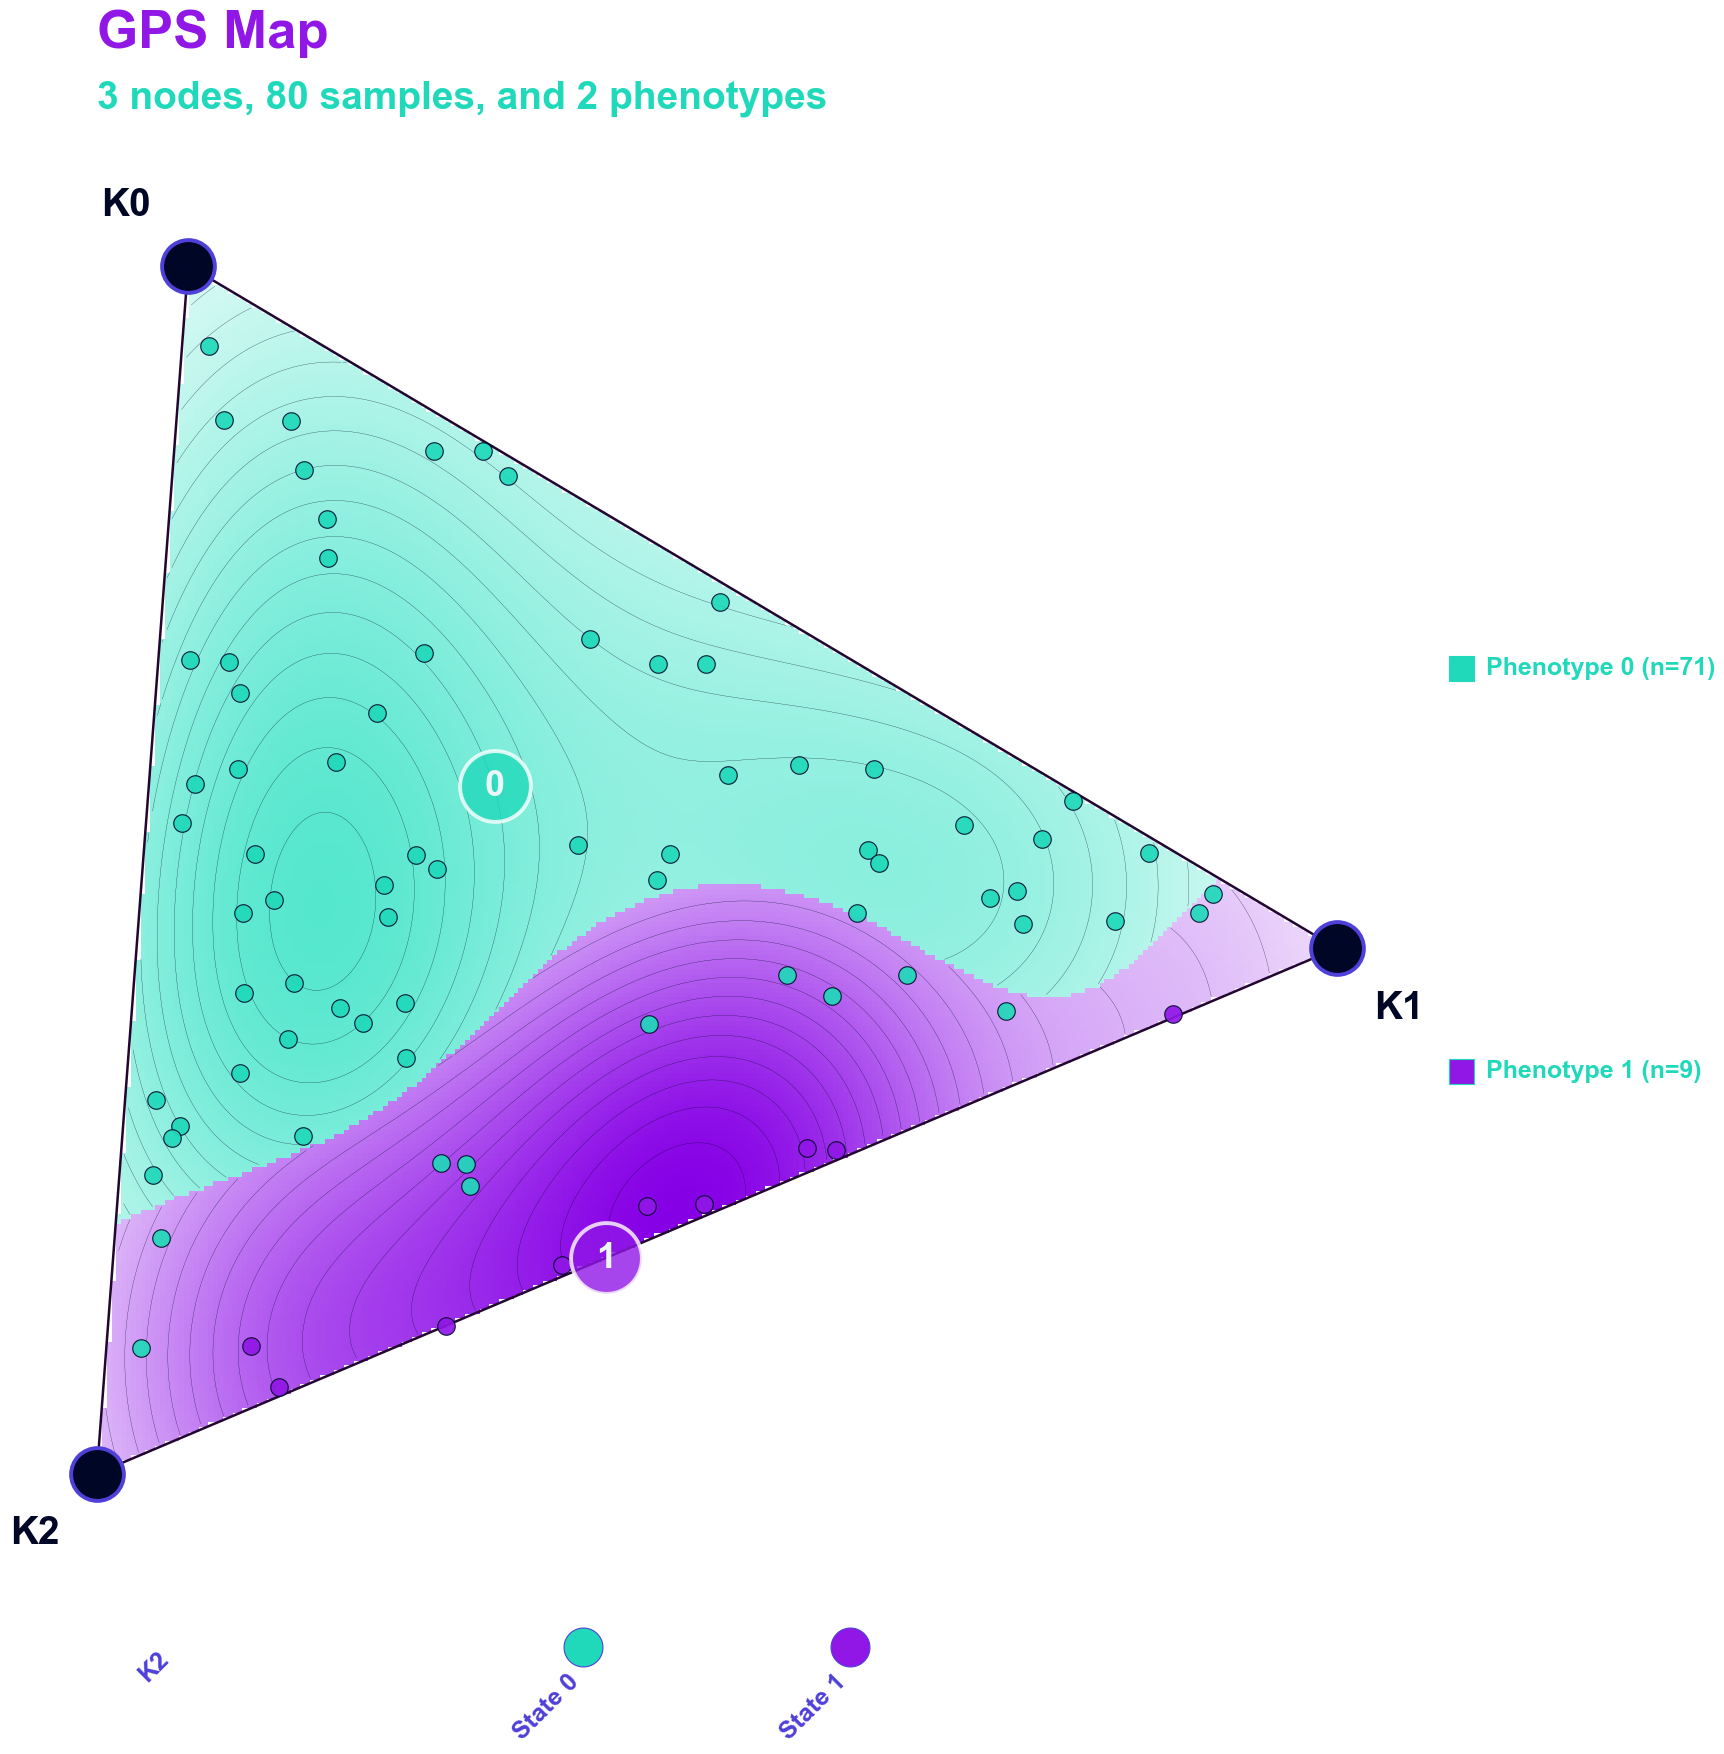 GPS Map
3 nodes, 80 samples, and 2 phenotypes
K0
Phenotype 0 (n=71)
0
K1
Phenotype 1 (n=9)
1
K2
K2
State 0
State 1